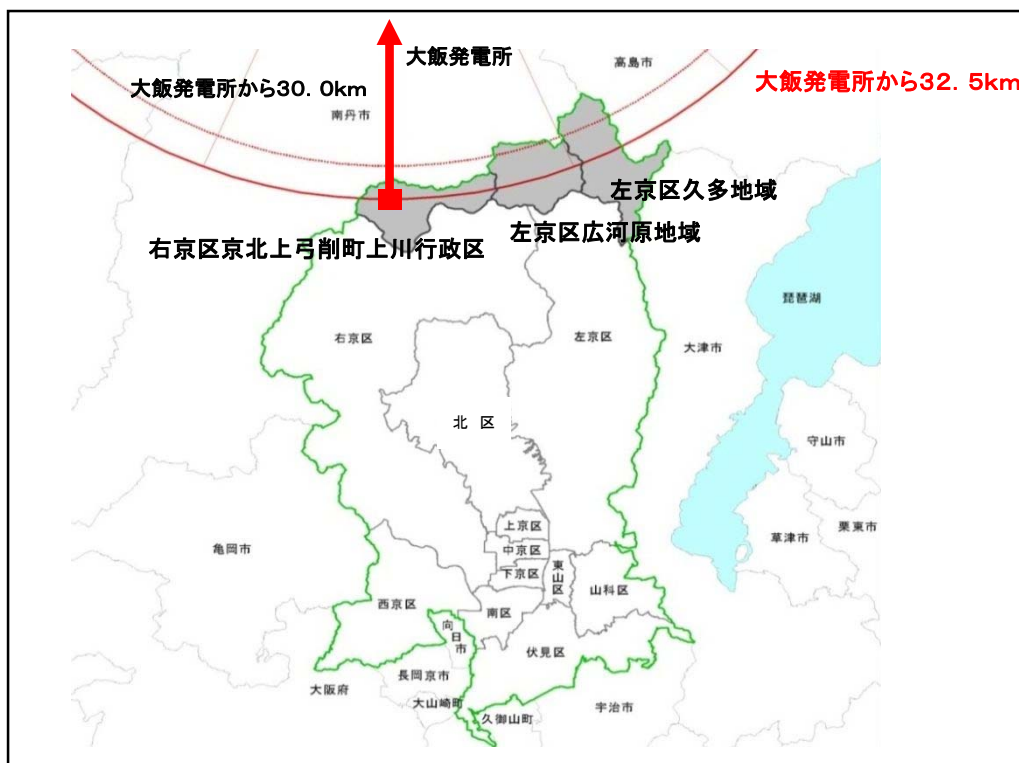 大飯発電所
高島市
大飯発電所から32．5km
大飯発電所から30．0km
南丹市
左京区久多地域
左京区広河原地域
右京区京北上弓削町上川行政区
琵琶湖
右京区
左京区
大津市
北 区
守山市
上京区
栗東市
草津市
中京区
亀岡市
下京区
東山区
山科区
西京区
南区
向日市
伏見区
長岡京市
大阪府
大山崎町
宇治市
久御山町